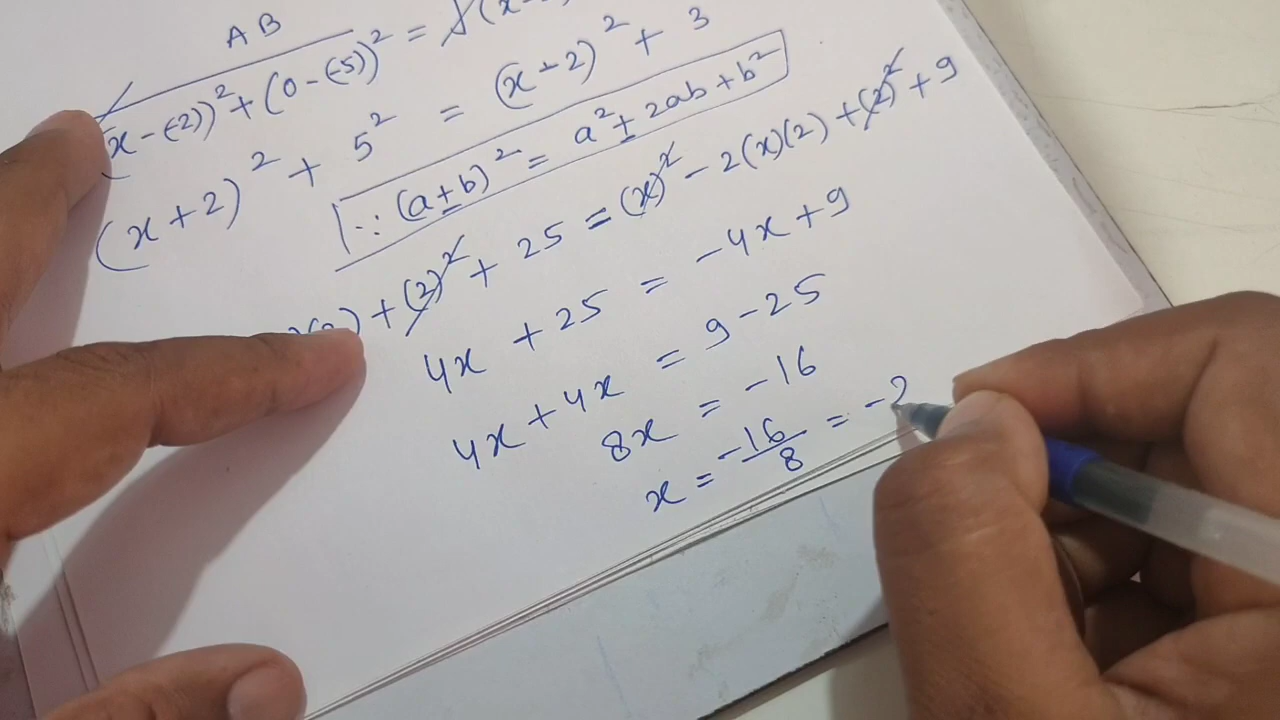 AB
(x-(-2))² + (0-(-5))² = √(x-
(x+2)² + 5² = (x-2)² + 3
∵ (a±b)² = a² ± 2ab + b²
+ (2)² + 25 = (x)² - 2(x)(2) + (2)² + 9
4x + 25 = -4x + 9
4x + 4x = 9 - 25
8x = -16
x = -16/8 = -2